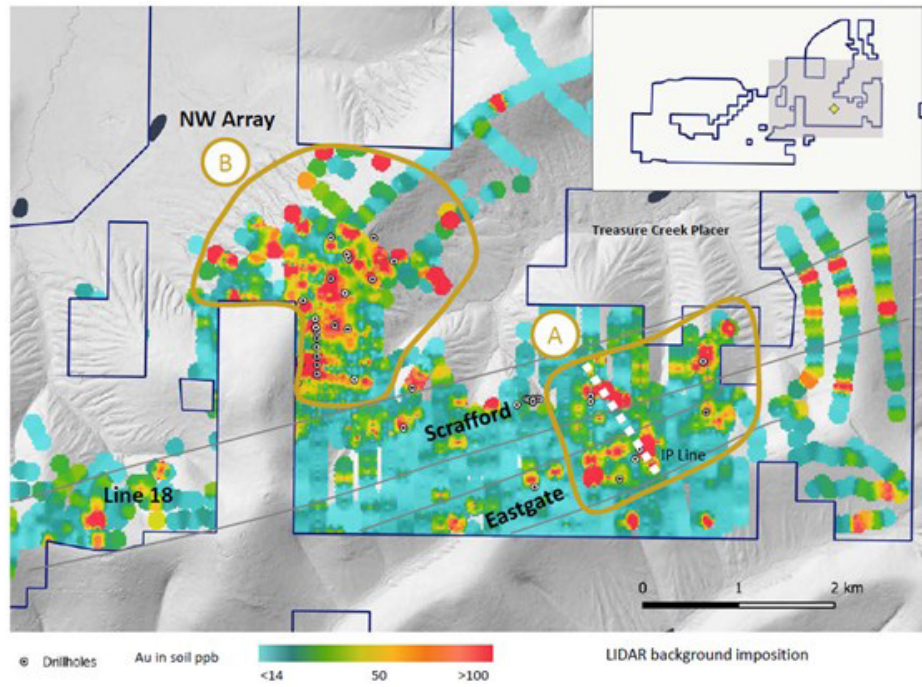 NW Array
B
Treasure Creek Placer
A
Scrafford
IP Line
Line 18
Eastgate
0 1 2 km
Drillholes
Au in soil ppb
<14 50 >100
LIDAR background imposition